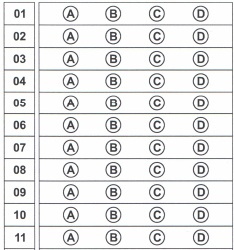 01 A B C D
02 A B C D
03 A B C D
04 A B C D
05 A B C D
06 A B C D
07 A B C D
08 A B C D
09 A B C D
10 A B C D
11 A B C D